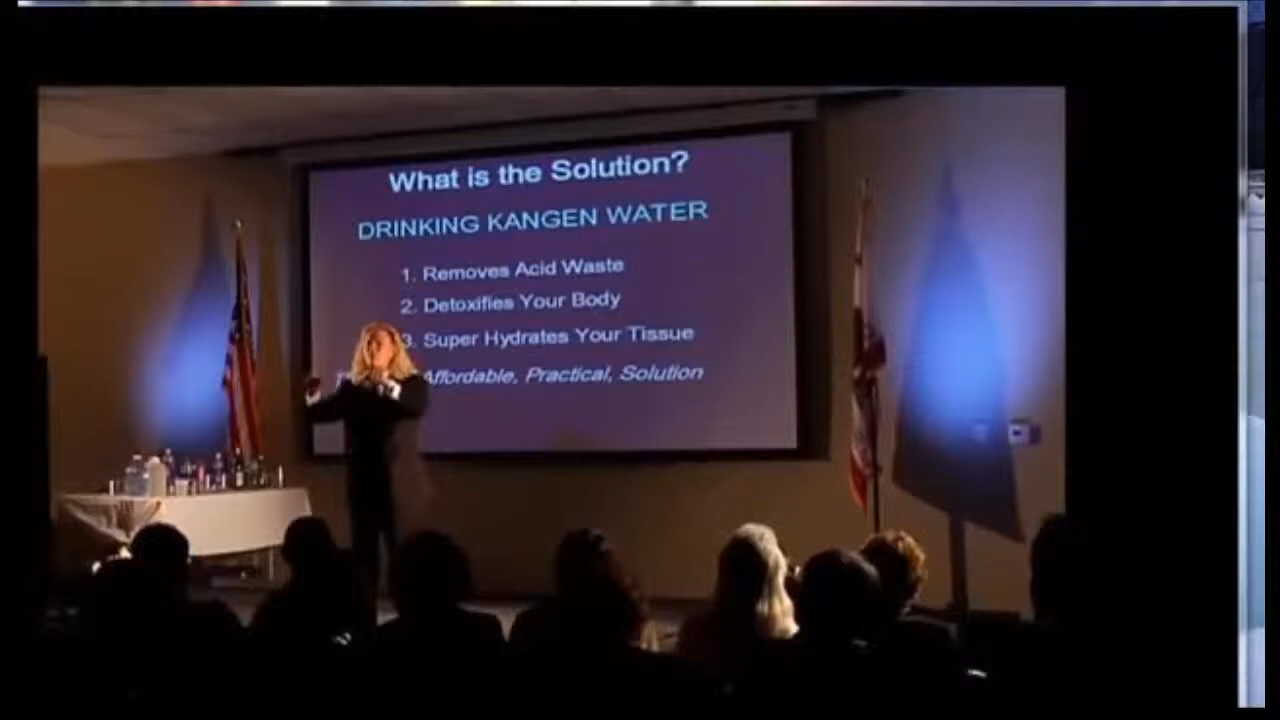 What is the Solution?
DRINKING KANGEN WATER
1. Removes Acid Waste
2. Detoxifies Your Body
3. Super Hydrates Your Tissue
Affordable, Practical, Solution